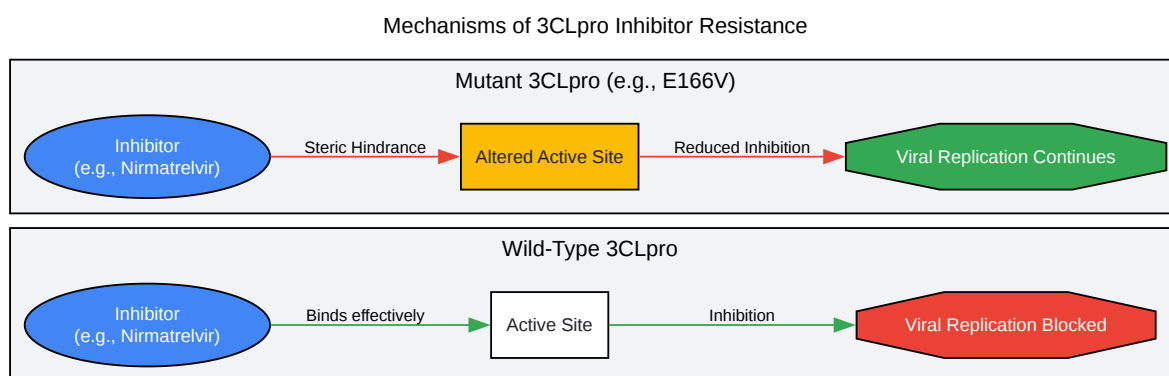 Mechanisms of 3CLpro Inhibitor Resistance
Mutant 3CLpro (e.g., E166V)
Inhibitor
(e.g., Nirmatrelvir)
Steric Hindrance
Altered Active Site
Reduced Inhibition
Viral Replication Continues
Wild-Type 3CLpro
Inhibitor
(e.g., Nirmatrelvir)
Binds effectively
Active Site
Inhibition
Viral Replication Blocked